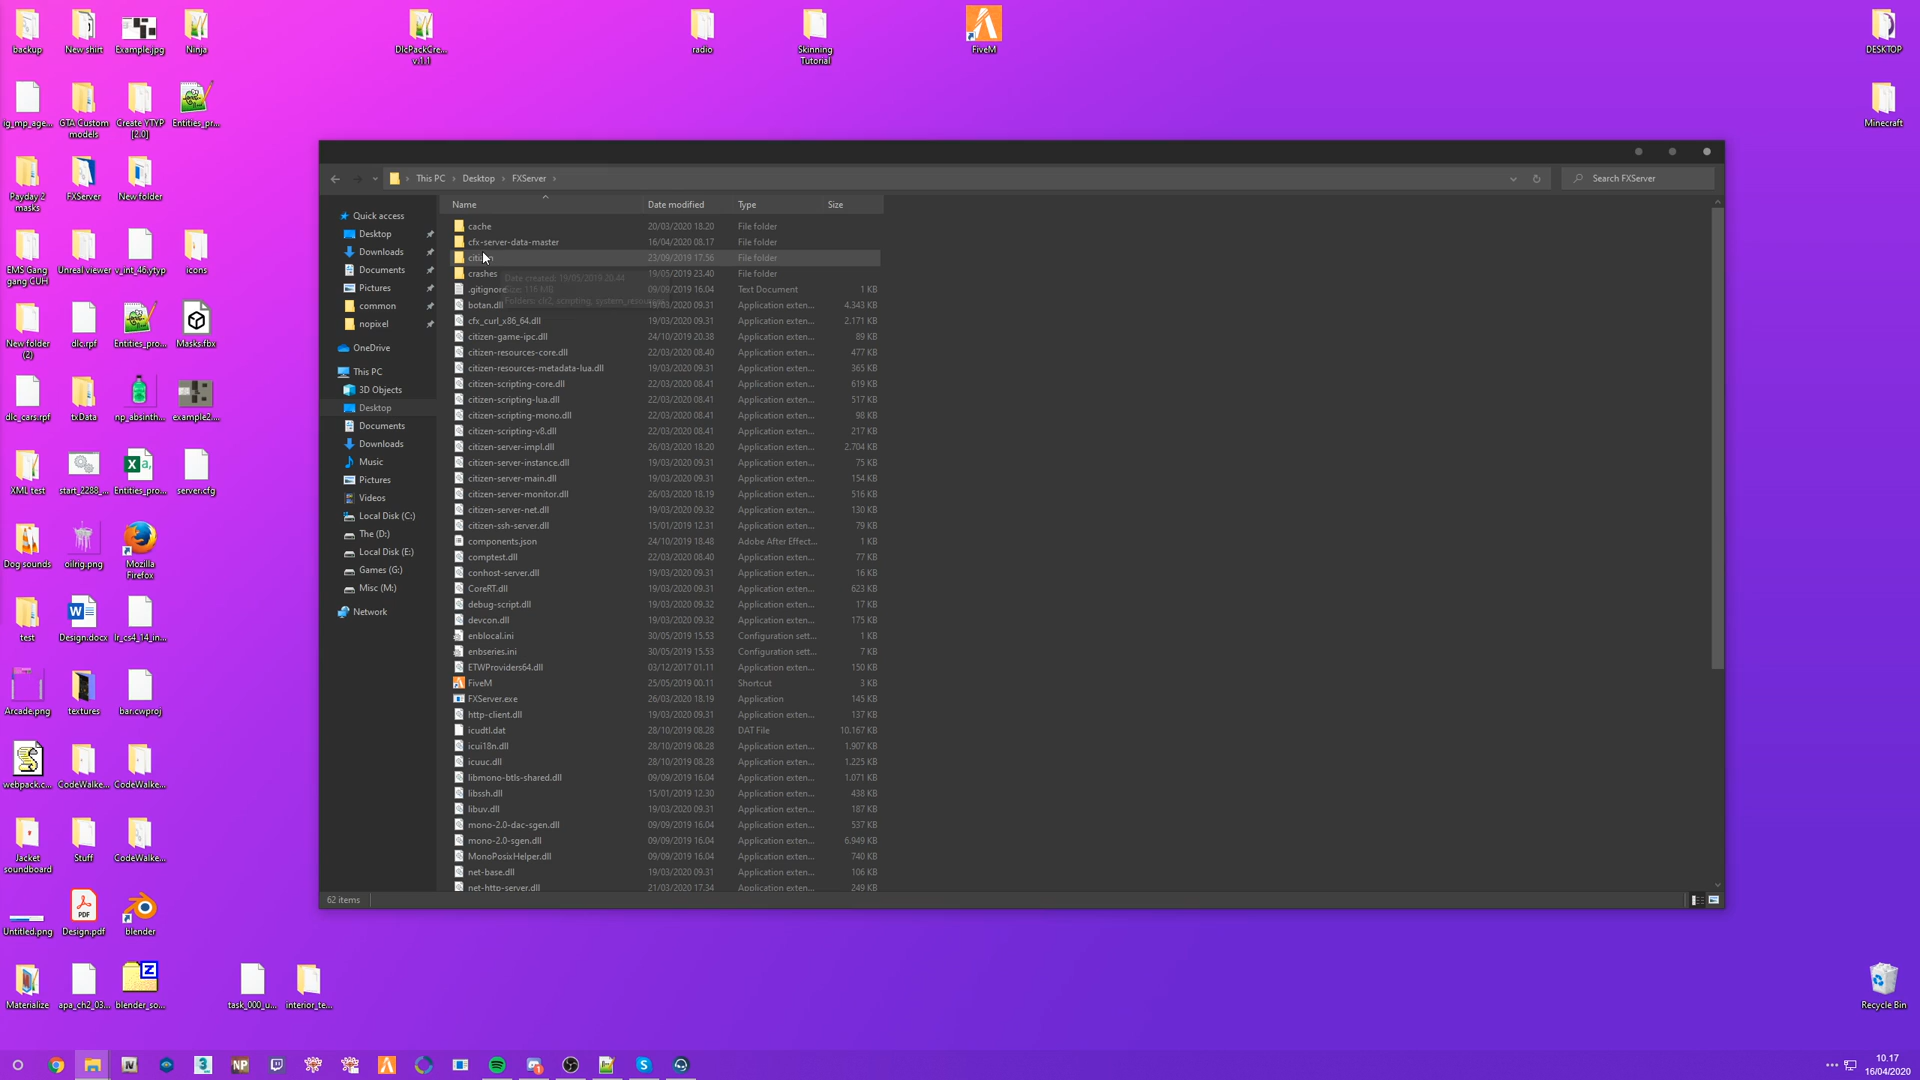 backup
New shirt
Example.jpg
Ninja
DlcPackCre... v.1.1
radio
Skinning Tutorial
FiveM
DESKTOP
ig_mp_age...
GTA Custom models
Create YTYP [2.0]
Entities_pr...
Minecraft
Payday 2 masks
FXServer
New folder
EMS Gang gang CUH
Unreal viewer
v_int_46.ytyp
icons
New folder (2)
dlc.rpf
Entities_pro...
Masks.fbx
dlc_cars.rpf
txData
np_absinth...
example2....
XML test
start_2288_...
Entities_pro...
server.cfg
Dog sounds
oilrig.png
Mozilla Firefox
test
Design.docx
lr_cs4_14_in...
Arcade.png
textures
bar.cwproj
webpack.c...
CodeWalke...
CodeWalke...
Jacket soundboard
Stuff
CodeWalke...
Untitled.png
Design.pdf
blender
Materialize
apa_ch2_03...
blender_so...
task_000_u...
interior_te...
Recycle Bin
This PC > Desktop > FXServer >
Search FXServer
Quick access
Desktop
Downloads
Documents
Pictures
common
nopixel
OneDrive
This PC
3D Objects
Desktop
Documents
Downloads
Music
Pictures
Videos
Local Disk (C:)
The (D:)
Local Disk (E:)
Games (G:)
Misc (M:)
Network
Name Date modified Type Size
cache 20/03/2020 18.20 File folder
cfx-server-data-master 16/04/2020 08.17 File folder
citizen 23/09/2019 17.56 File folder
crashes 19/05/2019 23.40 File folder
Date created: 19/05/2019 20.44
Size: 116 MB
Folders: clr2, scripting, system_resources
.gitignore 09/09/2019 16.04 Text Document 1 KB
botan.dll 19/03/2020 09.31 Application exten... 4.343 KB
cfx_curl_x86_64.dll 19/03/2020 09.31 Application exten... 2.171 KB
citizen-game-ipc.dll 24/10/2019 20.38 Application exten... 89 KB
citizen-resources-core.dll 22/03/2020 08.40 Application exten... 477 KB
citizen-resources-metadata-lua.dll 19/03/2020 09.31 Application exten... 365 KB
citizen-scripting-core.dll 22/03/2020 08.41 Application exten... 619 KB
citizen-scripting-lua.dll 22/03/2020 08.41 Application exten... 517 KB
citizen-scripting-mono.dll 22/03/2020 08.41 Application exten... 98 KB
citizen-scripting-v8.dll 22/03/2020 08.41 Application exten... 217 KB
citizen-server-impl.dll 26/03/2020 18.20 Application exten... 2.704 KB
citizen-server-instance.dll 19/03/2020 09.31 Application exten... 75 KB
citizen-server-main.dll 19/03/2020 09.31 Application exten... 154 KB
citizen-server-monitor.dll 26/03/2020 18.19 Application exten... 516 KB
citizen-server-net.dll 19/03/2020 09.32 Application exten... 130 KB
citizen-ssh-server.dll 15/01/2019 12.31 Application exten... 79 KB
components.json 24/10/2019 18.48 Adobe After Effect... 1 KB
comptest.dll 22/03/2020 08.40 Application exten... 77 KB
conhost-server.dll 19/03/2020 09.31 Application exten... 16 KB
CoreRT.dll 19/03/2020 09.31 Application exten... 623 KB
debug-script.dll 19/03/2020 09.32 Application exten... 17 KB
devcon.dll 19/03/2020 09.32 Application exten... 175 KB
enblocal.ini 30/05/2019 15.53 Configuration sett... 1 KB
enbseries.ini 30/05/2019 15.53 Configuration sett... 7 KB
ETWProviders64.dll 03/12/2017 01.11 Application exten... 150 KB
FiveM 25/05/2019 00.11 Shortcut 3 KB
FXServer.exe 26/03/2020 18.19 Application 145 KB
http-client.dll 19/03/2020 09.31 Application exten... 137 KB
icudtl.dat 28/10/2019 08.28 DAT File 10.167 KB
icui18n.dll 28/10/2019 08.28 Application exten... 1.907 KB
icuuc.dll 28/10/2019 08.28 Application exten... 1.225 KB
libmono-btls-shared.dll 09/09/2019 16.04 Application exten... 1.071 KB
libssh.dll 15/01/2019 12.30 Application exten... 438 KB
libuv.dll 19/03/2020 09.31 Application exten... 187 KB
mono-2.0-dac-sgen.dll 09/09/2019 16.04 Application exten... 537 KB
mono-2.0-sgen.dll 09/09/2019 16.04 Application exten... 6.949 KB
MonoPosixHelper.dll 09/09/2019 16.04 Application exten... 740 KB
net-base.dll 19/03/2020 09.31 Application exten... 106 KB
net-http-server.dll 21/03/2020 17.34 Application exten... 249 KB
62 items
10.17
16/04/2020